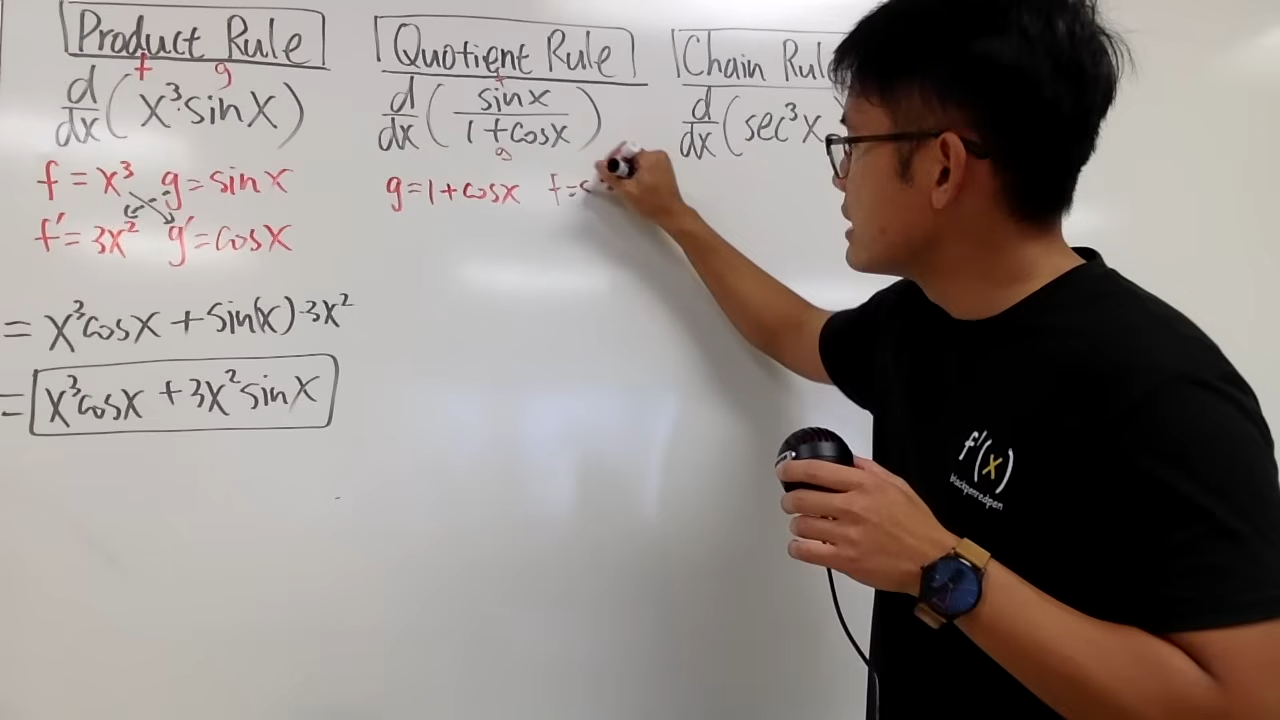 Product Rule
f g
d/dx (x³·sinx)
f = x³ g = sinx
f' = 3x² g' = cosx
= x³cosx + sin(x)·3x²
= x³cosx + 3x²sinx
Quotient Rule
f
d/dx (sinx / 1+cosx)
g
g=1+cosx f=s
Chain Rul
d/dx (sec³x
f'(x)
blackpenredpen